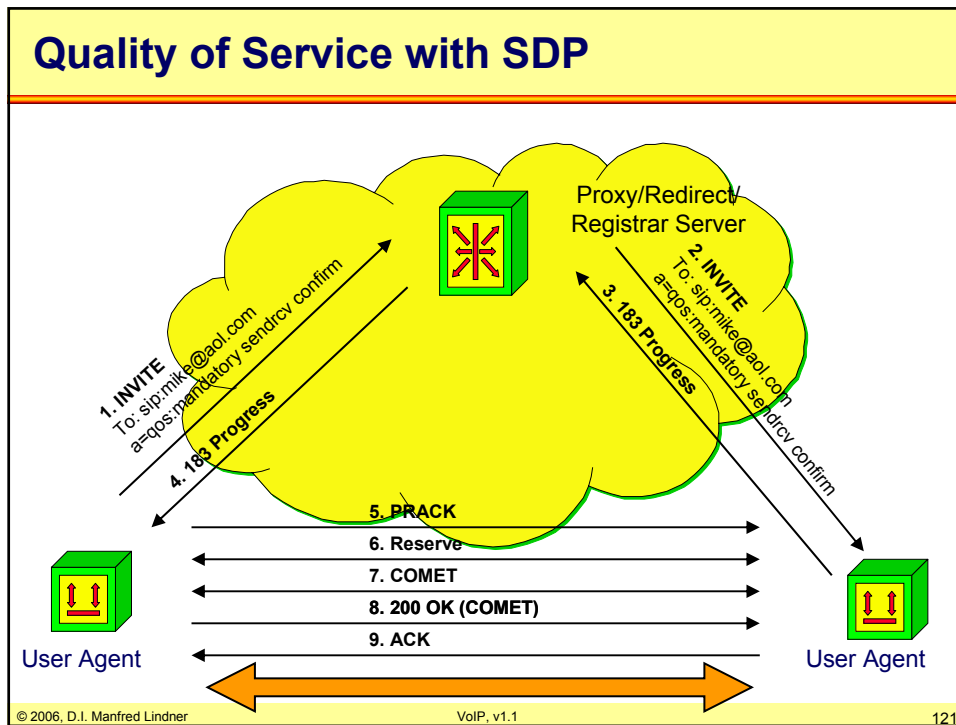 Quality of Service with SDP
Proxy/Redirect/
Registrar Server
1. INVITE
To: sip:mike@aol.com
a=qos:mandatory sendrcv confirm
4. 183 Progress
2. INVITE
To: sip:mike@aol.com
a=qos:mandatory sendrcv confirm
3. 183 Progress
5. PRACK
6. Reserve
7. COMET
8. 200 OK (COMET)
9. ACK
User Agent
User Agent
© 2006, D.I. Manfred Lindner
VoIP, v1.1
121